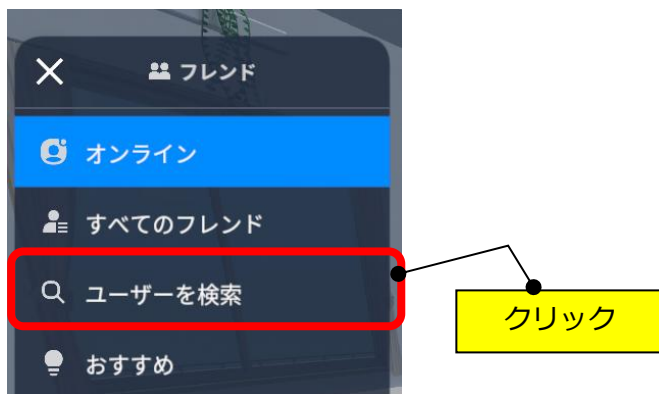 フレンド
オンライン
すべてのフレンド
ユーザーを検索
クリック
おすすめ